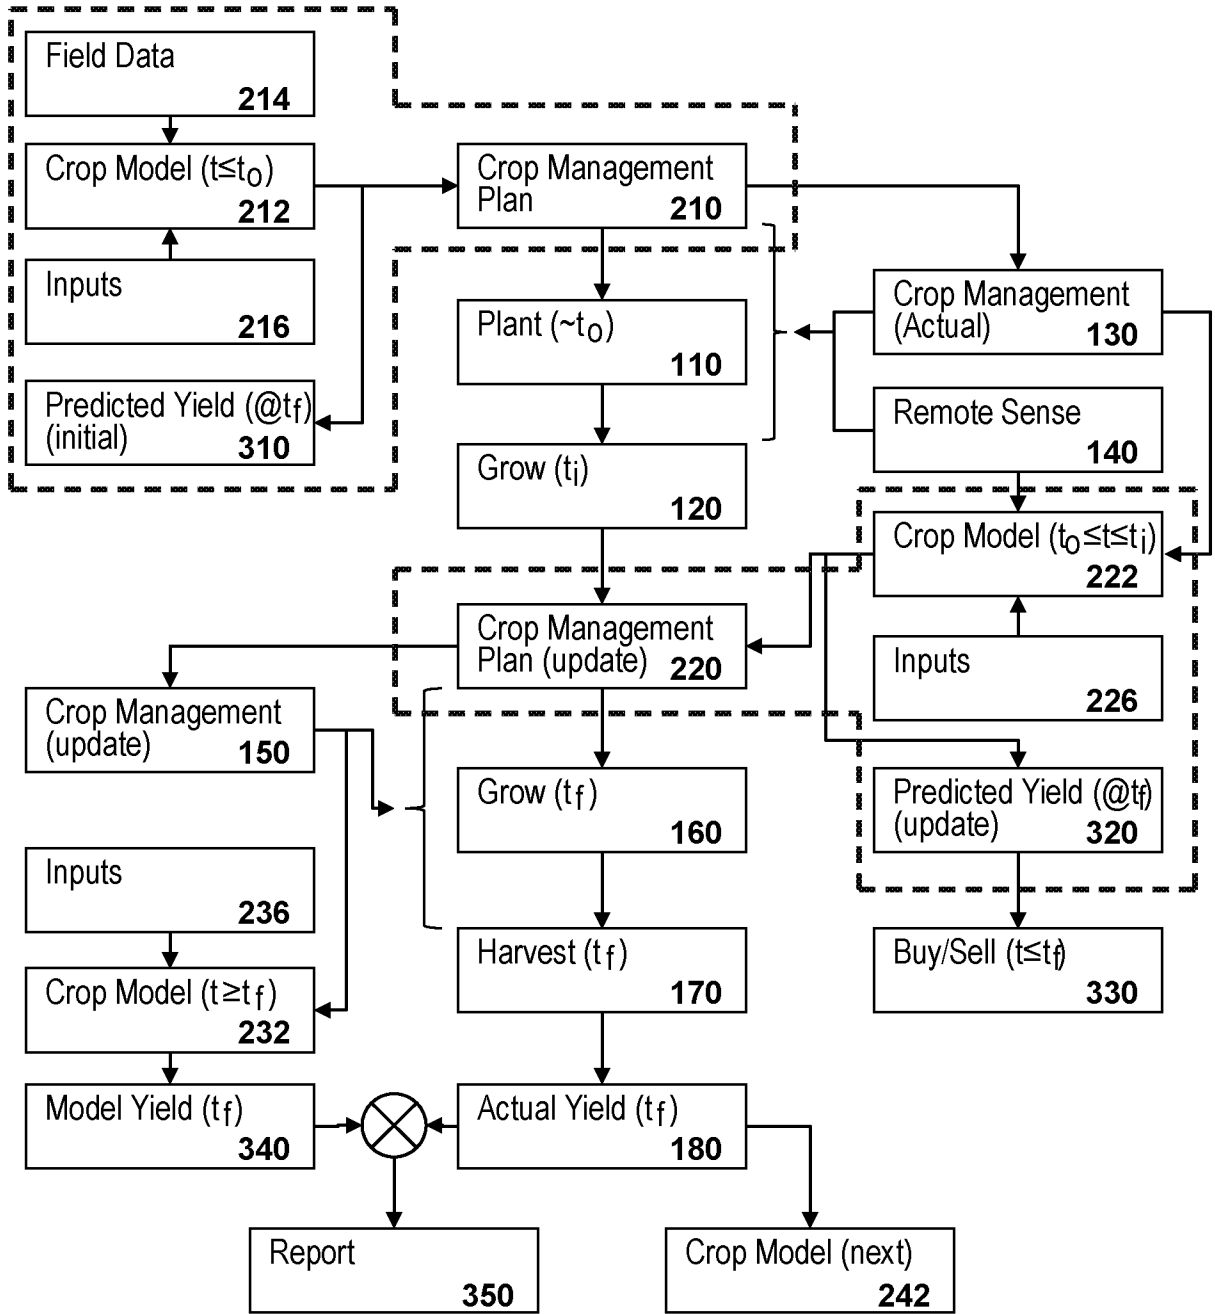 Field Data
214
Crop Model (t≤t0)
212
Inputs
216
Predicted Yield (@tf)
(initial)
310
Crop Management
Plan
210
Plant (~t0)
110
Grow (ti)
120
Crop Management
(Actual)
130
Remote Sense
140
Crop Model (t0≤t≤ti)
222
Inputs
226
Predicted Yield (@tf)
(update)
320
Buy/Sell (t≤tf)
330
Crop Management
Plan (update)
220
Crop Management
(update)
150
Grow (tf)
160
Inputs
236
Harvest (tf)
170
Crop Model (t≥tf)
232
Model Yield (tf)
340
Actual Yield (tf)
180
Report
350
Crop Model (next)
242